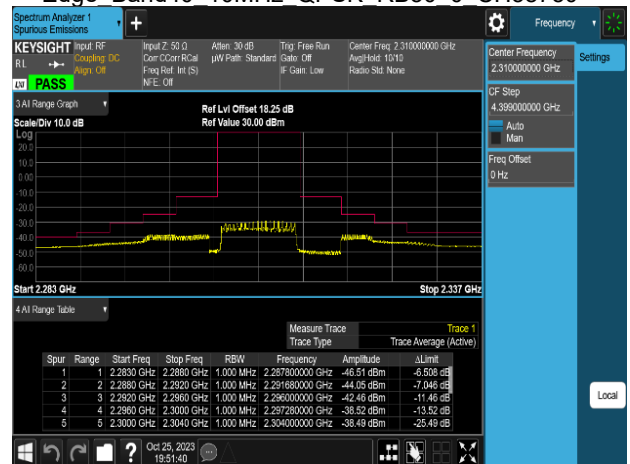 Spectrum Analyzer 1
Spurious Emissions
Frequency
KEYSIGHT
RL
LNI PASS
Input: RF
Coupling: DC
Align: Off
Input Z: 50 Ω
Corr CCorr RCal
Freq Ref: Int (S)
NFE: Off
Atten: 30 dB
µW Path: Standard
Trig: Free Run
Gate: Off
IF Gain: Low
Center Freq: 2.310000000 GHz
Avg|Hold: 10/10
Radio Std: None
Center Frequency
2.310000000 GHz
Settings
CF Step
4.399000000 GHz
Auto
Man
Freq Offset
0 Hz
Local
3 All Range Graph
Scale/Div 10.0 dB
Ref Lvl Offset 18.25 dB
Ref Value 30.00 dBm
Log
20.0
10.0
0.00
-10.0
-20.0
-30.0
-40.0
-50.0
-60.0
Start 2.283 GHz
Stop 2.337 GHz
4 All Range Table
Measure Trace Trace 1
Trace Type Trace Average (Active)
Spur Range Start Freq Stop Freq RBW Frequency Amplitude ΔLimit
1 1 2.2830 GHz 2.2880 GHz 1.000 MHz 2.287800000 GHz -46.51 dBm -6.508 dB
2 2 2.2880 GHz 2.2920 GHz 1.000 MHz 2.291680000 GHz -44.05 dBm -7.046 dB
3 3 2.2920 GHz 2.2960 GHz 1.000 MHz 2.296000000 GHz -42.46 dBm -11.46 dB
4 4 2.2960 GHz 2.3000 GHz 1.000 MHz 2.297280000 GHz -38.52 dBm -13.52 dB
5 5 2.3000 GHz 2.3040 GHz 1.000 MHz 2.304000000 GHz -38.49 dBm -25.49 dB
Oct 25, 2023
19:51:40